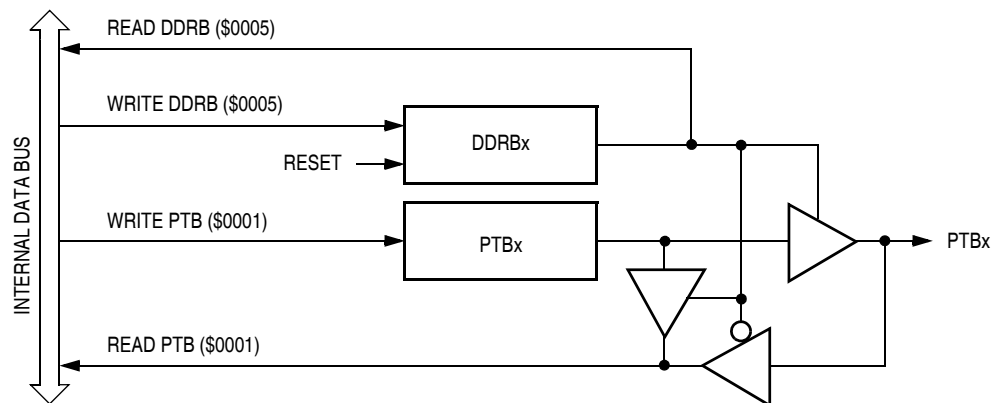 READ DDRB ($0005)
WRITE DDRB ($0005)
DDRBx
RESET
WRITE PTB ($0001)
PTBx
PTBx
READ PTB ($0001)
INTERNAL DATA BUS